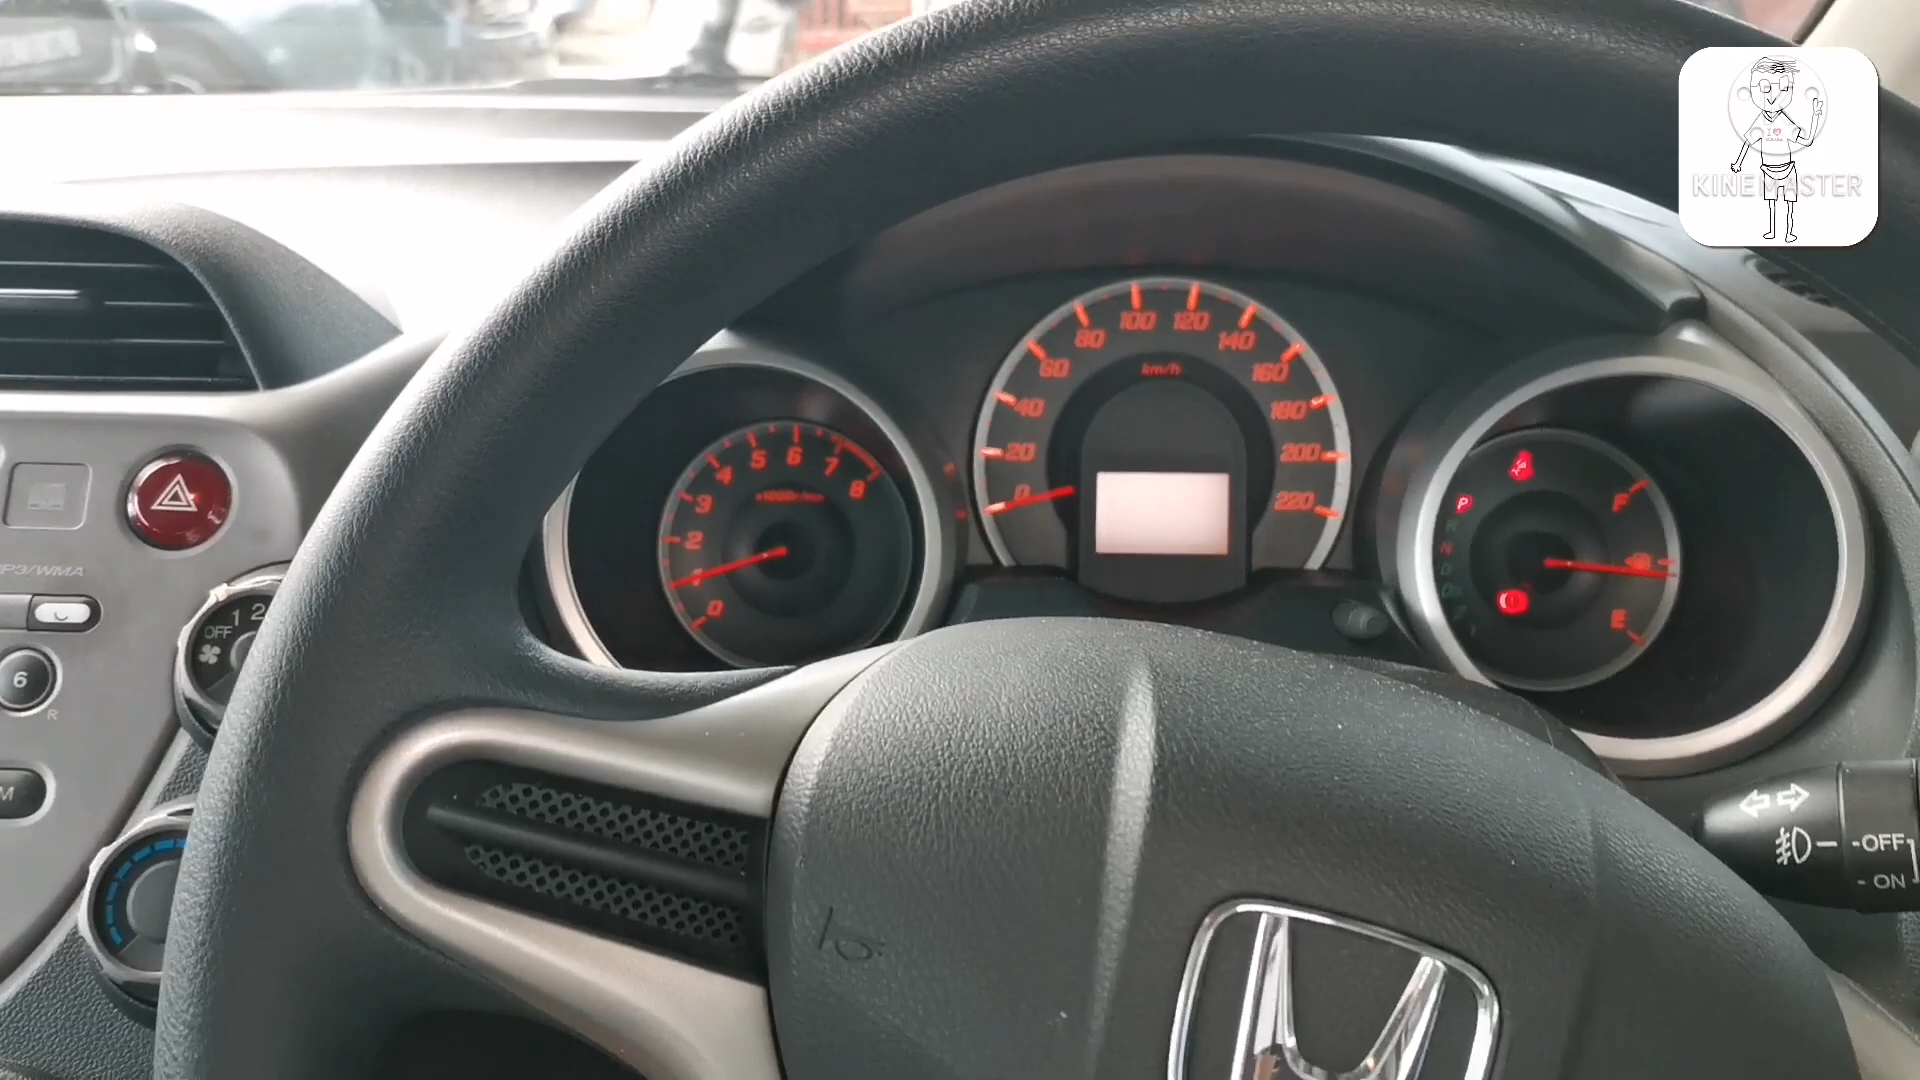 KINEMASTER
100 120
80 140
60 km/h 160
40 180
20 200
0 220
5 6 7
4 8
3 x1000r/min
2
1
0
P
R
N
D
F
E
MP3/WMA
1 2
OFF
6
R
M
OFF
ON